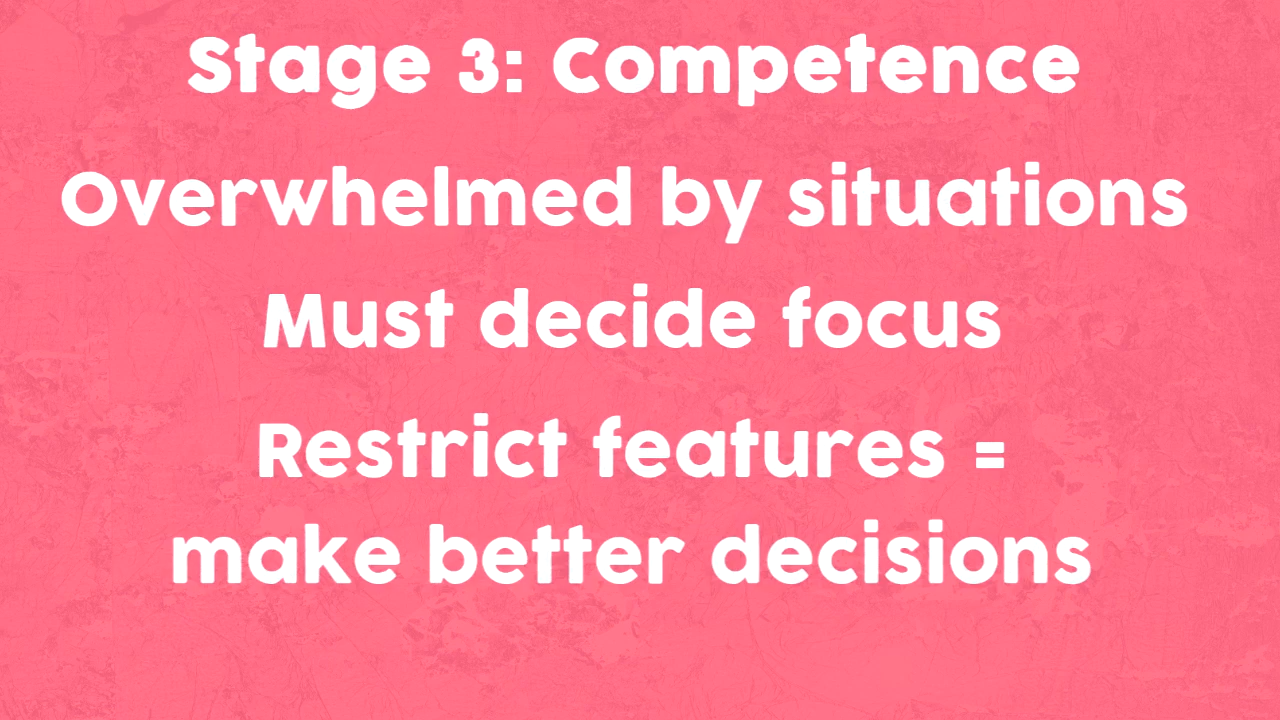 Stage 3: Competence
Overwhelmed by situations
Must decide focus
Restrict features =
make better decisions